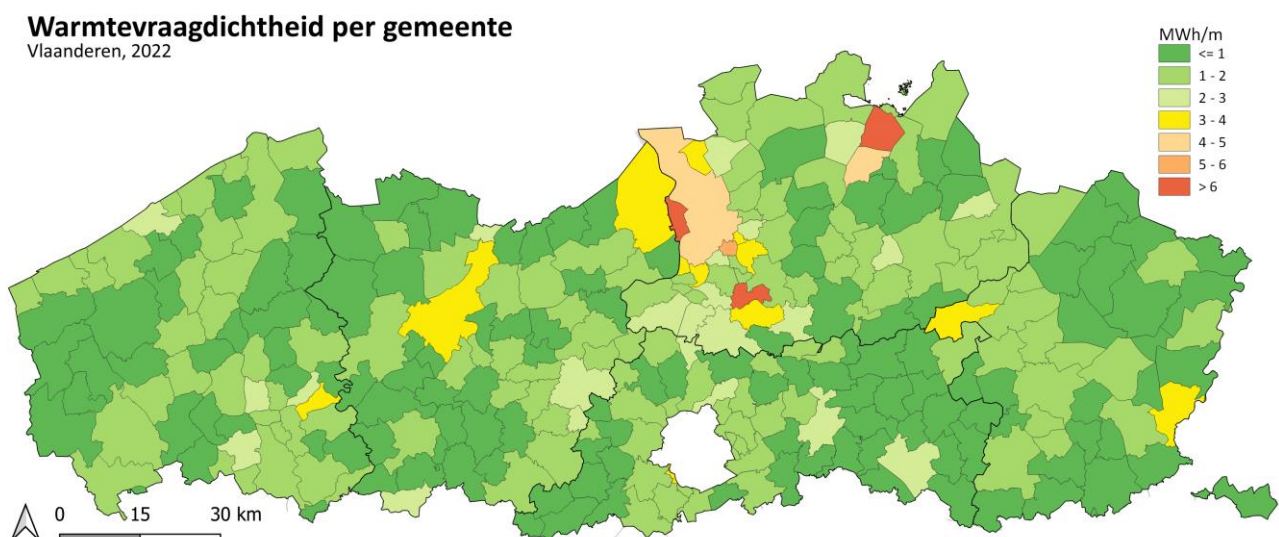 Warmtevraagdichtheid per gemeente
Vlaanderen, 2022
MWh/m
<= 1
1 - 2
2 - 3
3 - 4
4 - 5
5 - 6
> 6
0 15 30 km